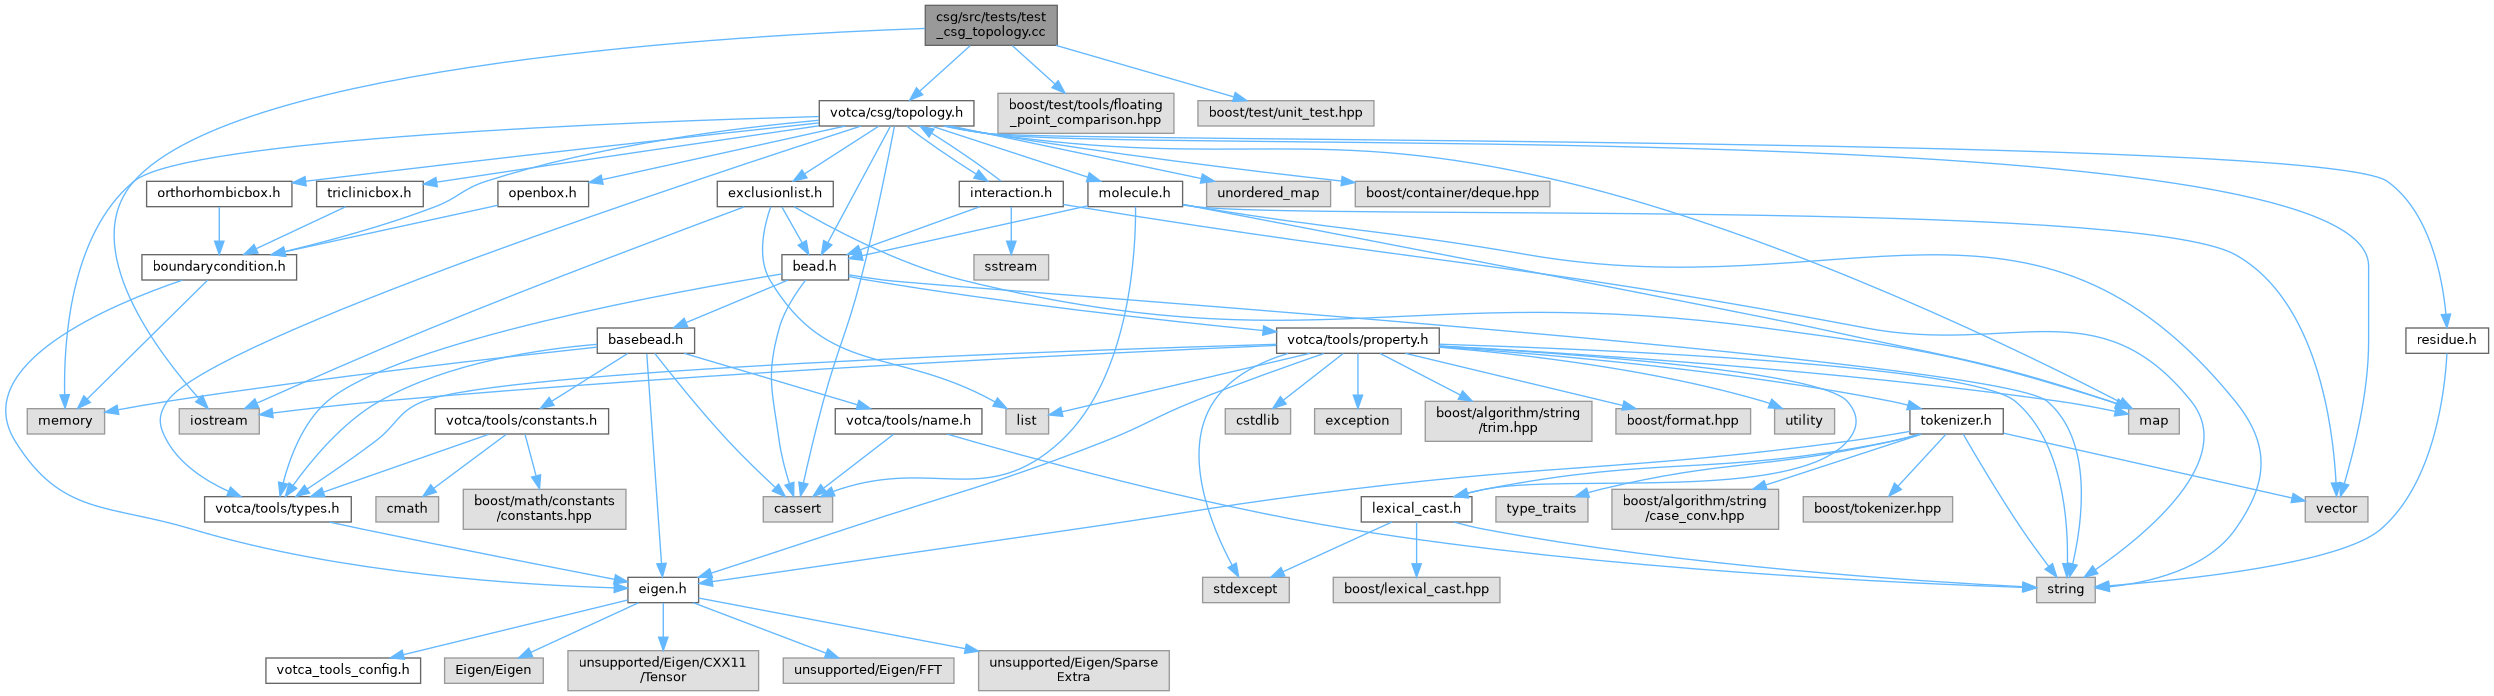 csg/src/tests/test
_csg_topology.cc
votca/csg/topology.h
boost/test/tools/floating
_point_comparison.hpp
boost/test/unit_test.hpp
orthorhombicbox.h
triclinicbox.h
openbox.h
exclusionlist.h
interaction.h
molecule.h
unordered_map
boost/container/deque.hpp
boundarycondition.h
bead.h
sstream
basebead.h
votca/tools/property.h
residue.h
memory
iostream
votca/tools/constants.h
votca/tools/name.h
list
cstdlib
exception
boost/algorithm/string
/trim.hpp
boost/format.hpp
utility
tokenizer.h
map
votca/tools/types.h
cmath
boost/math/constants
/constants.hpp
cassert
lexical_cast.h
type_traits
boost/algorithm/string
/case_conv.hpp
boost/tokenizer.hpp
vector
eigen.h
stdexcept
boost/lexical_cast.hpp
string
votca_tools_config.h
Eigen/Eigen
unsupported/Eigen/CXX11
/Tensor
unsupported/Eigen/FFT
unsupported/Eigen/Sparse
Extra